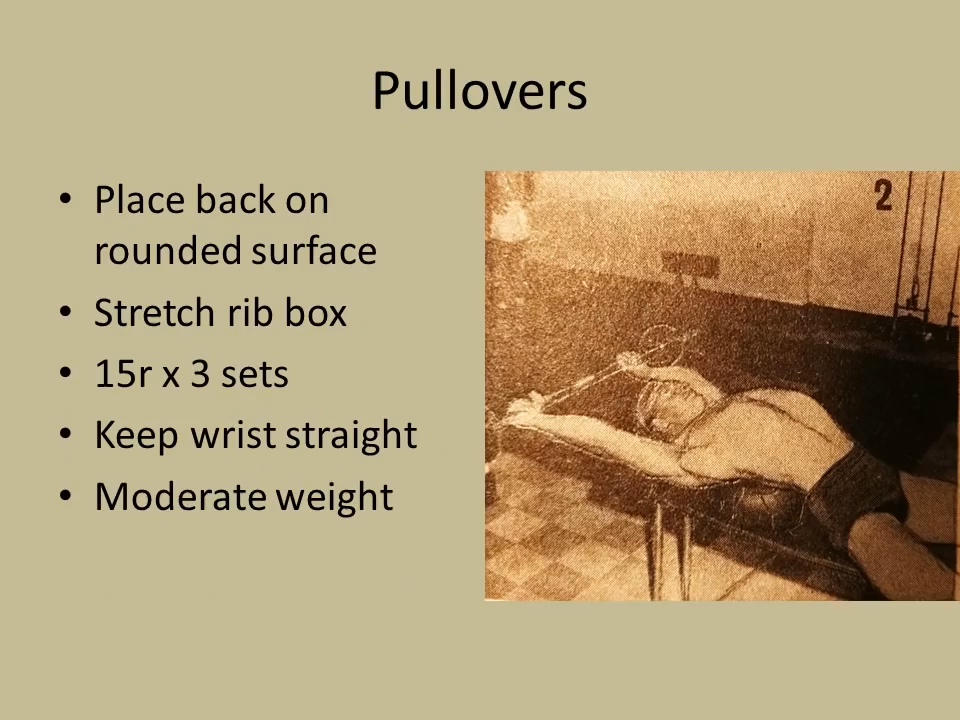 Pullovers
• Place back on
rounded surface
• Stretch rib box
• 15r x 3 sets
• Keep wrist straight
• Moderate weight
2